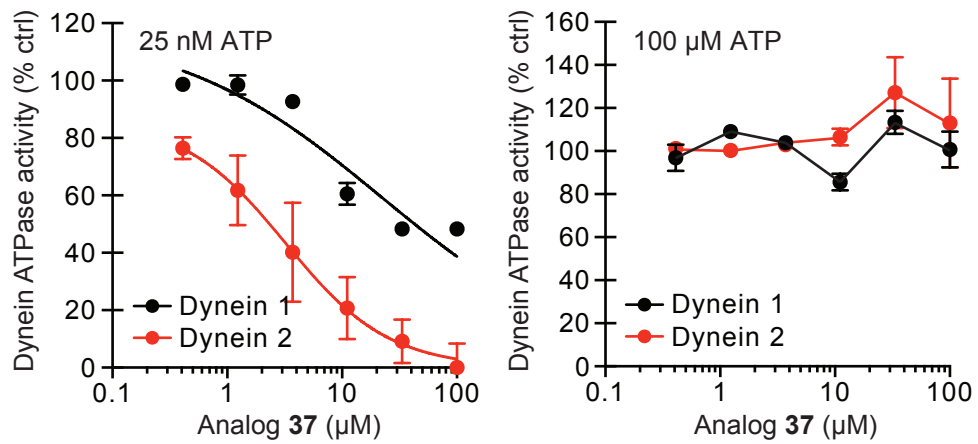 Dynein ATPase activity (% ctrl)
120
100
80
60
40
20
0
25 nM ATP
Dynein 1
Dynein 2
0.1
1
10
100
Analog 37 (µM)
Dynein ATPase activity (% ctrl)
160
140
120
100
80
60
40
20
0
100 µM ATP
Dynein 1
Dynein 2
0.1
1
10
100
Analog 37 (µM)